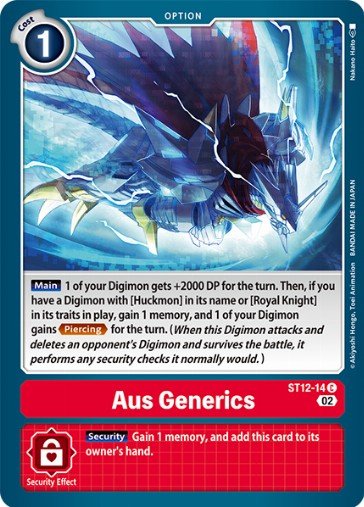 OPTION
Cost
1
Nakano Haito
Main 1 of your Digimon gets +2000 DP for the turn. Then, if you
have a Digimon with [Huckmon] in its name or [Royal Knight]
in its traits in play, gain 1 memory, and 1 of your Digimon
gains Piercing for the turn. (When this Digimon attacks and
deletes an opponent's Digimon and survives the battle, it
performs any security checks it normally would.)
©Akiyoshi Hongo, Toei Animation BANDAI MADE IN JAPAN
ST12-14 C
Aus Generics
02
Security Gain 1 memory, and add this card to its
owner's hand.
Security Effect